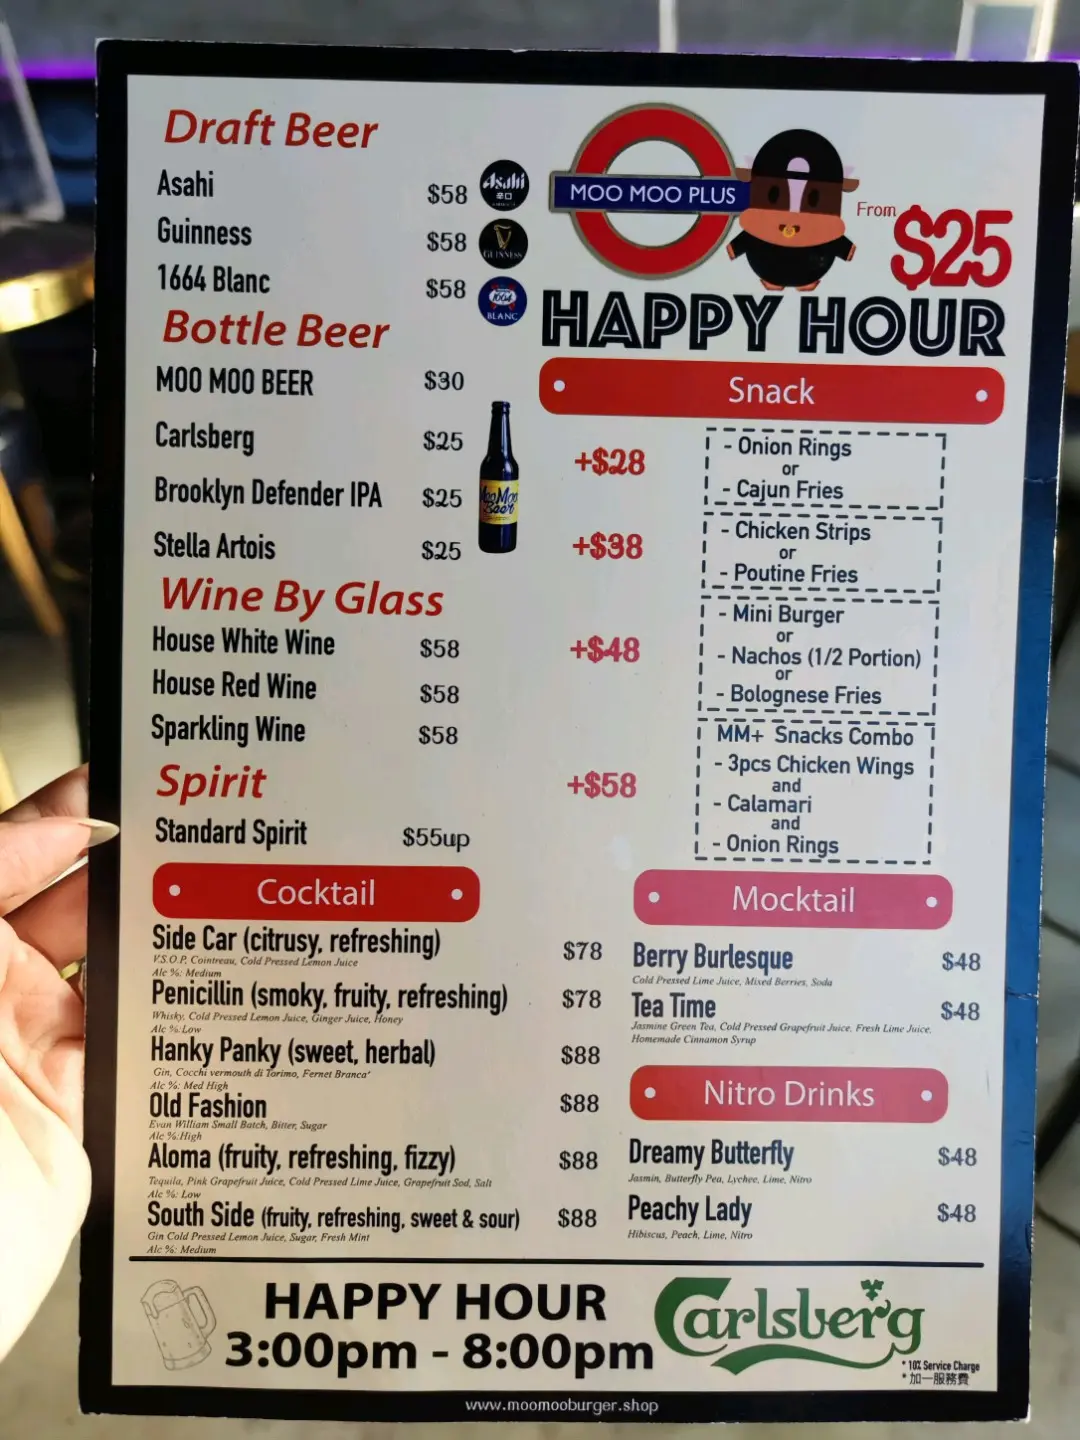 Draft Beer
Asahi $58
Guinness $58
1664 Blanc $58
Asahi
辛口
GUINNESS
1664
BLANC
Bottle Beer
MOO MOO BEER $30
Carlsberg $25
Brooklyn Defender IPA $25
Stella Artois $25
Moo Moo
Beer
Wine By Glass
House White Wine $58
House Red Wine $58
Sparkling Wine $58
Spirit
Standard Spirit $55up
MOO MOO PLUS
From $25
HAPPY HOUR
Snack
+$28
- Onion Rings
or
- Cajun Fries
+$38
- Chicken Strips
or
- Poutine Fries
+$48
- Mini Burger
or
- Nachos (1/2 Portion)
or
- Bolognese Fries
+$58
MM+ Snacks Combo
- 3pcs Chicken Wings
and
- Calamari
and
- Onion Rings
Cocktail
Side Car (citrusy, refreshing) $78
V.S.O.P, Cointreau, Cold Pressed Lemon Juice
Alc %: Medium
Penicillin (smoky, fruity, refreshing) $78
Whisky, Cold Pressed Lemon Juice, Ginger Juice, Honey
Alc %:Low
Hanky Panky (sweet, herbal) $88
Gin, Cocchi vermouth di Torimo, Fernet Branca'
Alc %: Med High
Old Fashion $88
Evan William Small Batch, Bitter, Sugar
Alc %:High
Aloma (fruity, refreshing, fizzy) $88
Tequila, Pink Grapefruit Juice, Cold Pressed Lime Juice, Grapefruit Sod, Salt
Alc %: Low
South Side (fruity, refreshing, sweet & sour) $88
Gin Cold Pressed Lemon Juice, Sugar, Fresh Mint
Alc %: Medium
Mocktail
Berry Burlesque $48
Cold Pressed Lime Juice, Mixed Berries, Soda
Tea Time $48
Jasmine Green Tea, Cold Pressed Grapefruit Juice, Fresh Lime Juice,
Homemade Cinnamon Syrup
Nitro Drinks
Dreamy Butterfly $48
Jasmin, Butterfly Pea, Lychee, Lime, Nitro
Peachy Lady $48
Hibiscus, Peach, Lime, Nitro
HAPPY HOUR
3:00pm - 8:00pm
Carlsberg
* 10% Service Charge
* 加一服務費
www.moomooburger.shop